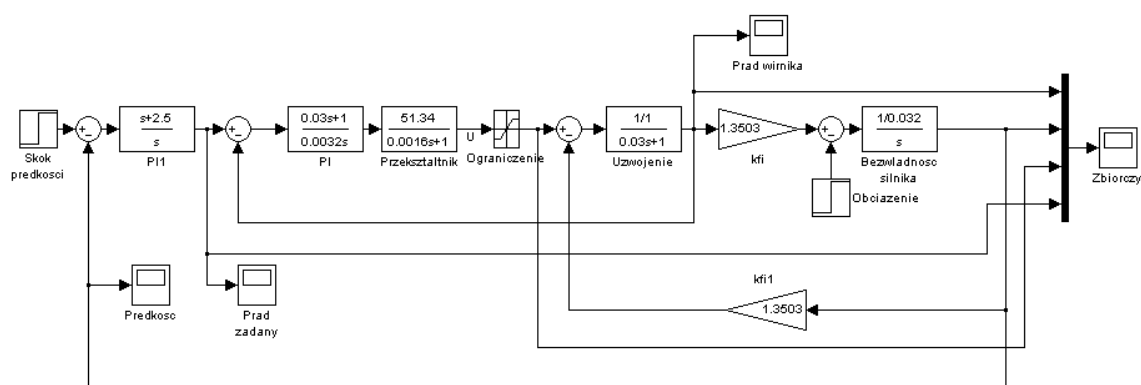 Prad wirnika
Skok
predkosci
s+2.5
s
PI1
0.03s+1
0.0032s
PI
51.34
0.0016s+1
Przeksztaltnik
U
Ograniczenie
1/1
0.03s+1
Uzwojenie
1.3503
kfi
1/0.032
s
Bezwladnosc
silnika
Obciazenie
Zbiorczy
Predkosc
Prad
zadany
kfi1
1.3503